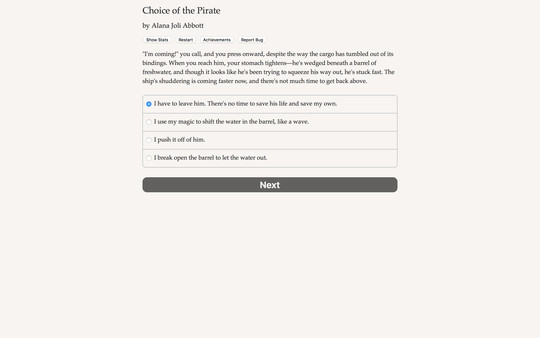 Choice of the Pirate
by Alana Joli Abbott
Show Stats Restart Achievements Report Bug
"I'm coming!" you call, and you press onward, despite the way the cargo has tumbled out of its
bindings. When you reach him, your stomach tightens—he's wedged beneath a barrel of
freshwater, and though it looks like he's been trying to squeeze his way out, he's stuck fast. The
ship's shuddering is coming faster now, and there's not much time to get back above.
I have to leave him. There's no time to save his life and save my own.
I use my magic to shift the water in the barrel, like a wave.
I push it off of him.
I break open the barrel to let the water out.
Next